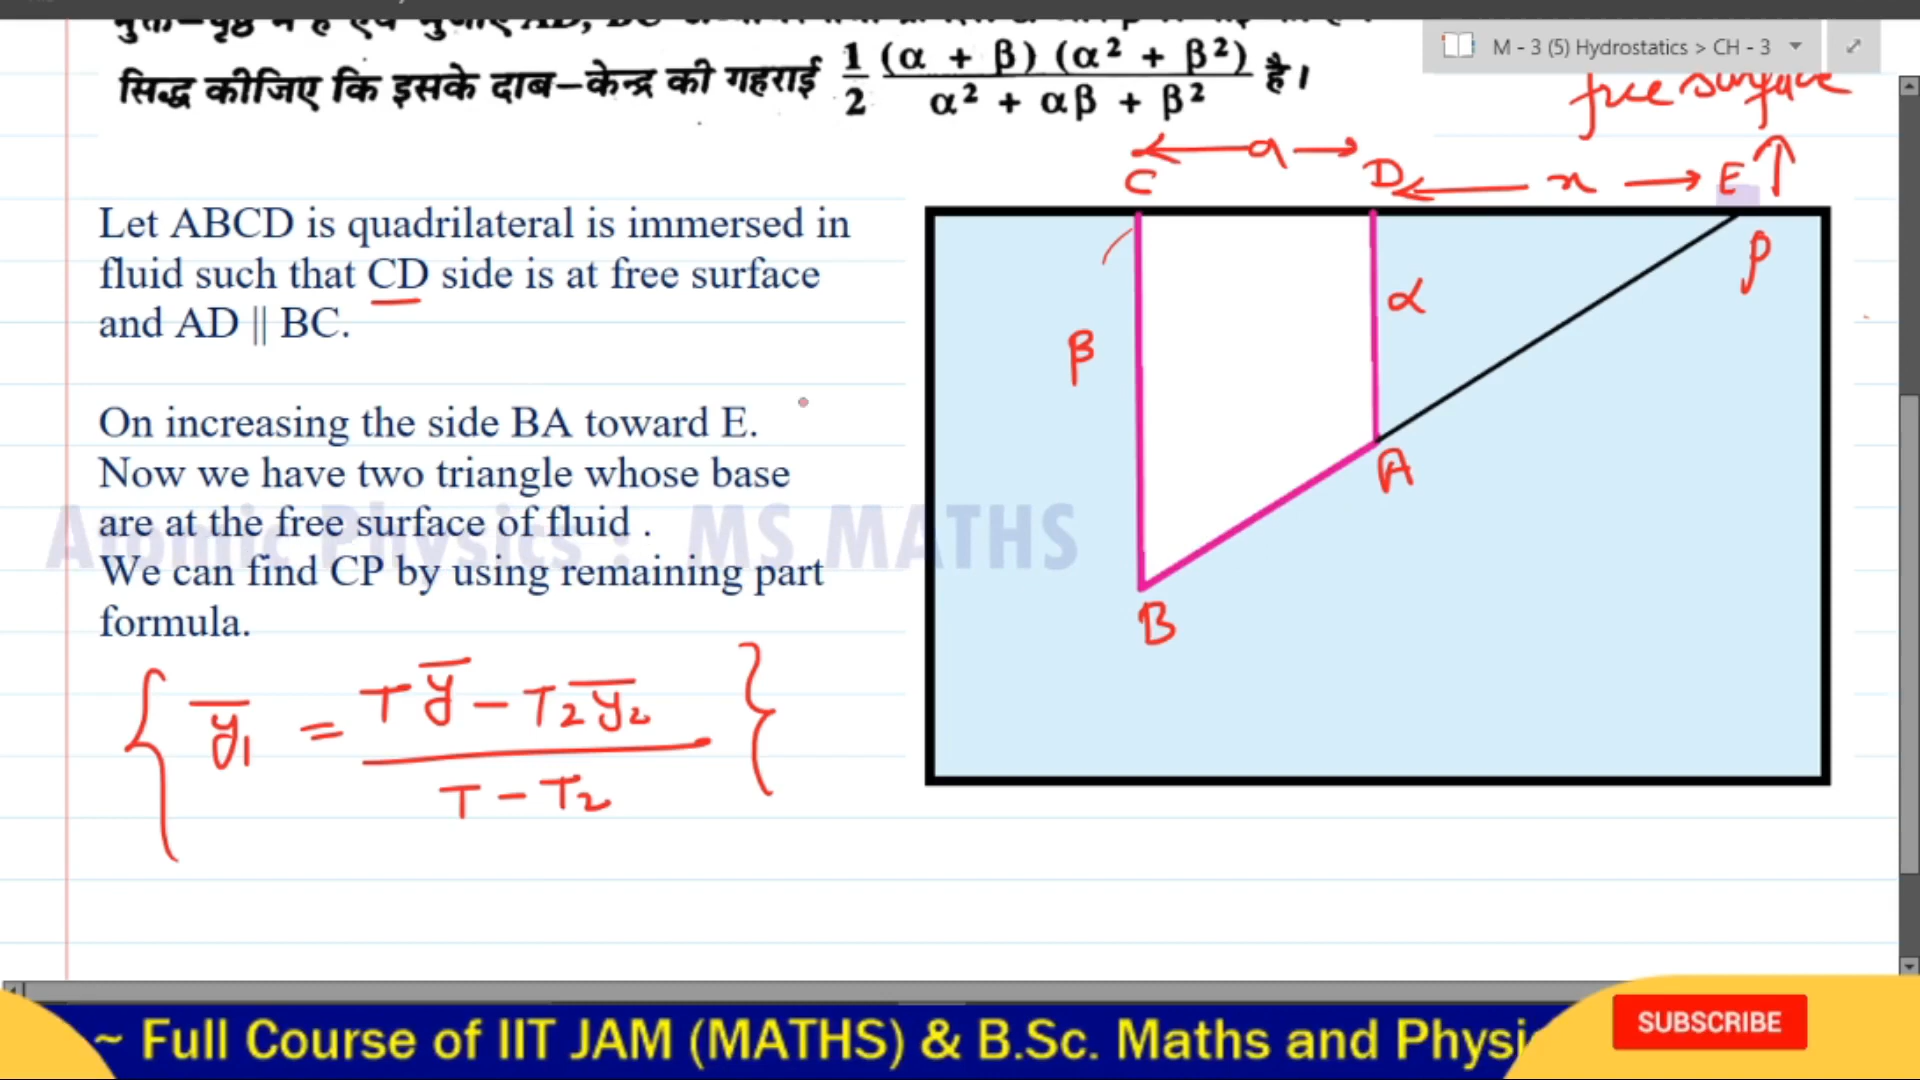 M - 3 (5) Hydrostatics > CH - 3
सिद्ध कीजिए कि इसके दाब-केन्द्र की गहराई 1/2 (α + β) (α² + β²) / α² + αβ + β² है।
free surface
a
C D x E
Let ABCD is quadrilateral is immersed in
fluid such that CD side is at free surface
and AD || BC.
β α P
On increasing the side BA toward E.
Now we have two triangle whose base
are at the free surface of fluid .
We can find CP by using remaining part
formula.
A
B
Atomic Physics : MS MATHS
{ ȳ₁ = Tȳ - T₂ȳ₂ / T - T₂ }
~ Full Course of IIT JAM (MATHS) & B.Sc. Maths and Physi
SUBSCRIBE